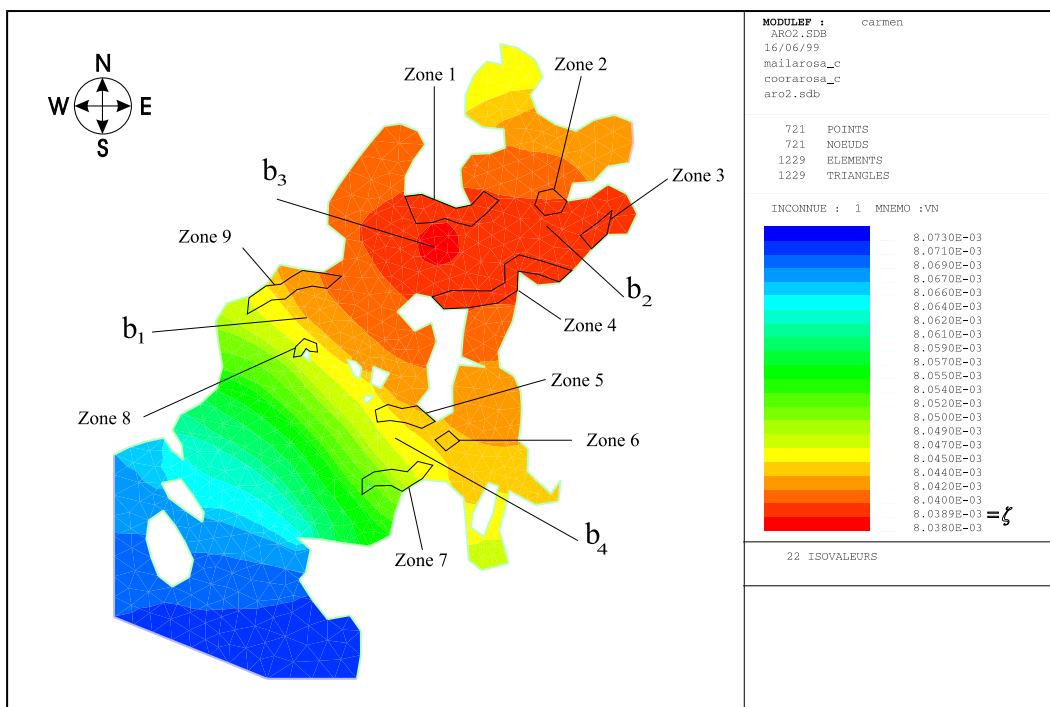 N
W E
S
Zone 1
Zone 2
b3
Zone 3
Zone 9
b2
b1
Zone 4
Zone 5
Zone 8
Zone 6
b4
Zone 7
MODULEF : carmen
ARO2.SDB
16/06/99
mailarosa_c
coorarosa_c
aro2.sdb
721 POINTS
721 NOEUDS
1229 ELEMENTS
1229 TRIANGLES
INCONNUE : 1 MNEMO :VN
8.0730E-03
8.0710E-03
8.0690E-03
8.0670E-03
8.0660E-03
8.0640E-03
8.0620E-03
8.0610E-03
8.0590E-03
8.0570E-03
8.0550E-03
8.0540E-03
8.0520E-03
8.0500E-03
8.0490E-03
8.0470E-03
8.0450E-03
8.0440E-03
8.0420E-03
8.0400E-03
8.0389E-03 =ζ
8.0380E-03
22 ISOVALEURS